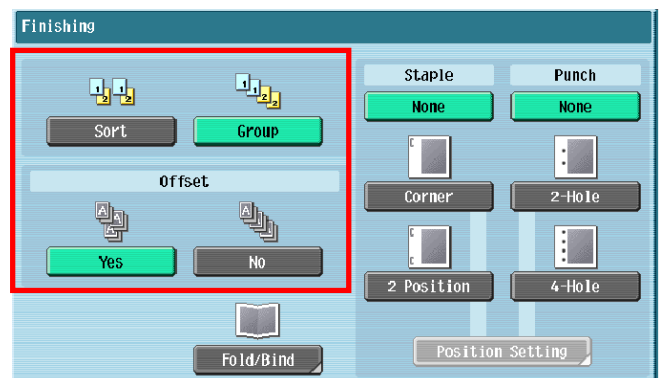 Finishing
Sort
Group
Offset
Yes
No
Fold/Bind
Staple
Punch
None
None
Corner
2-Hole
2 Position
4-Hole
Position Setting